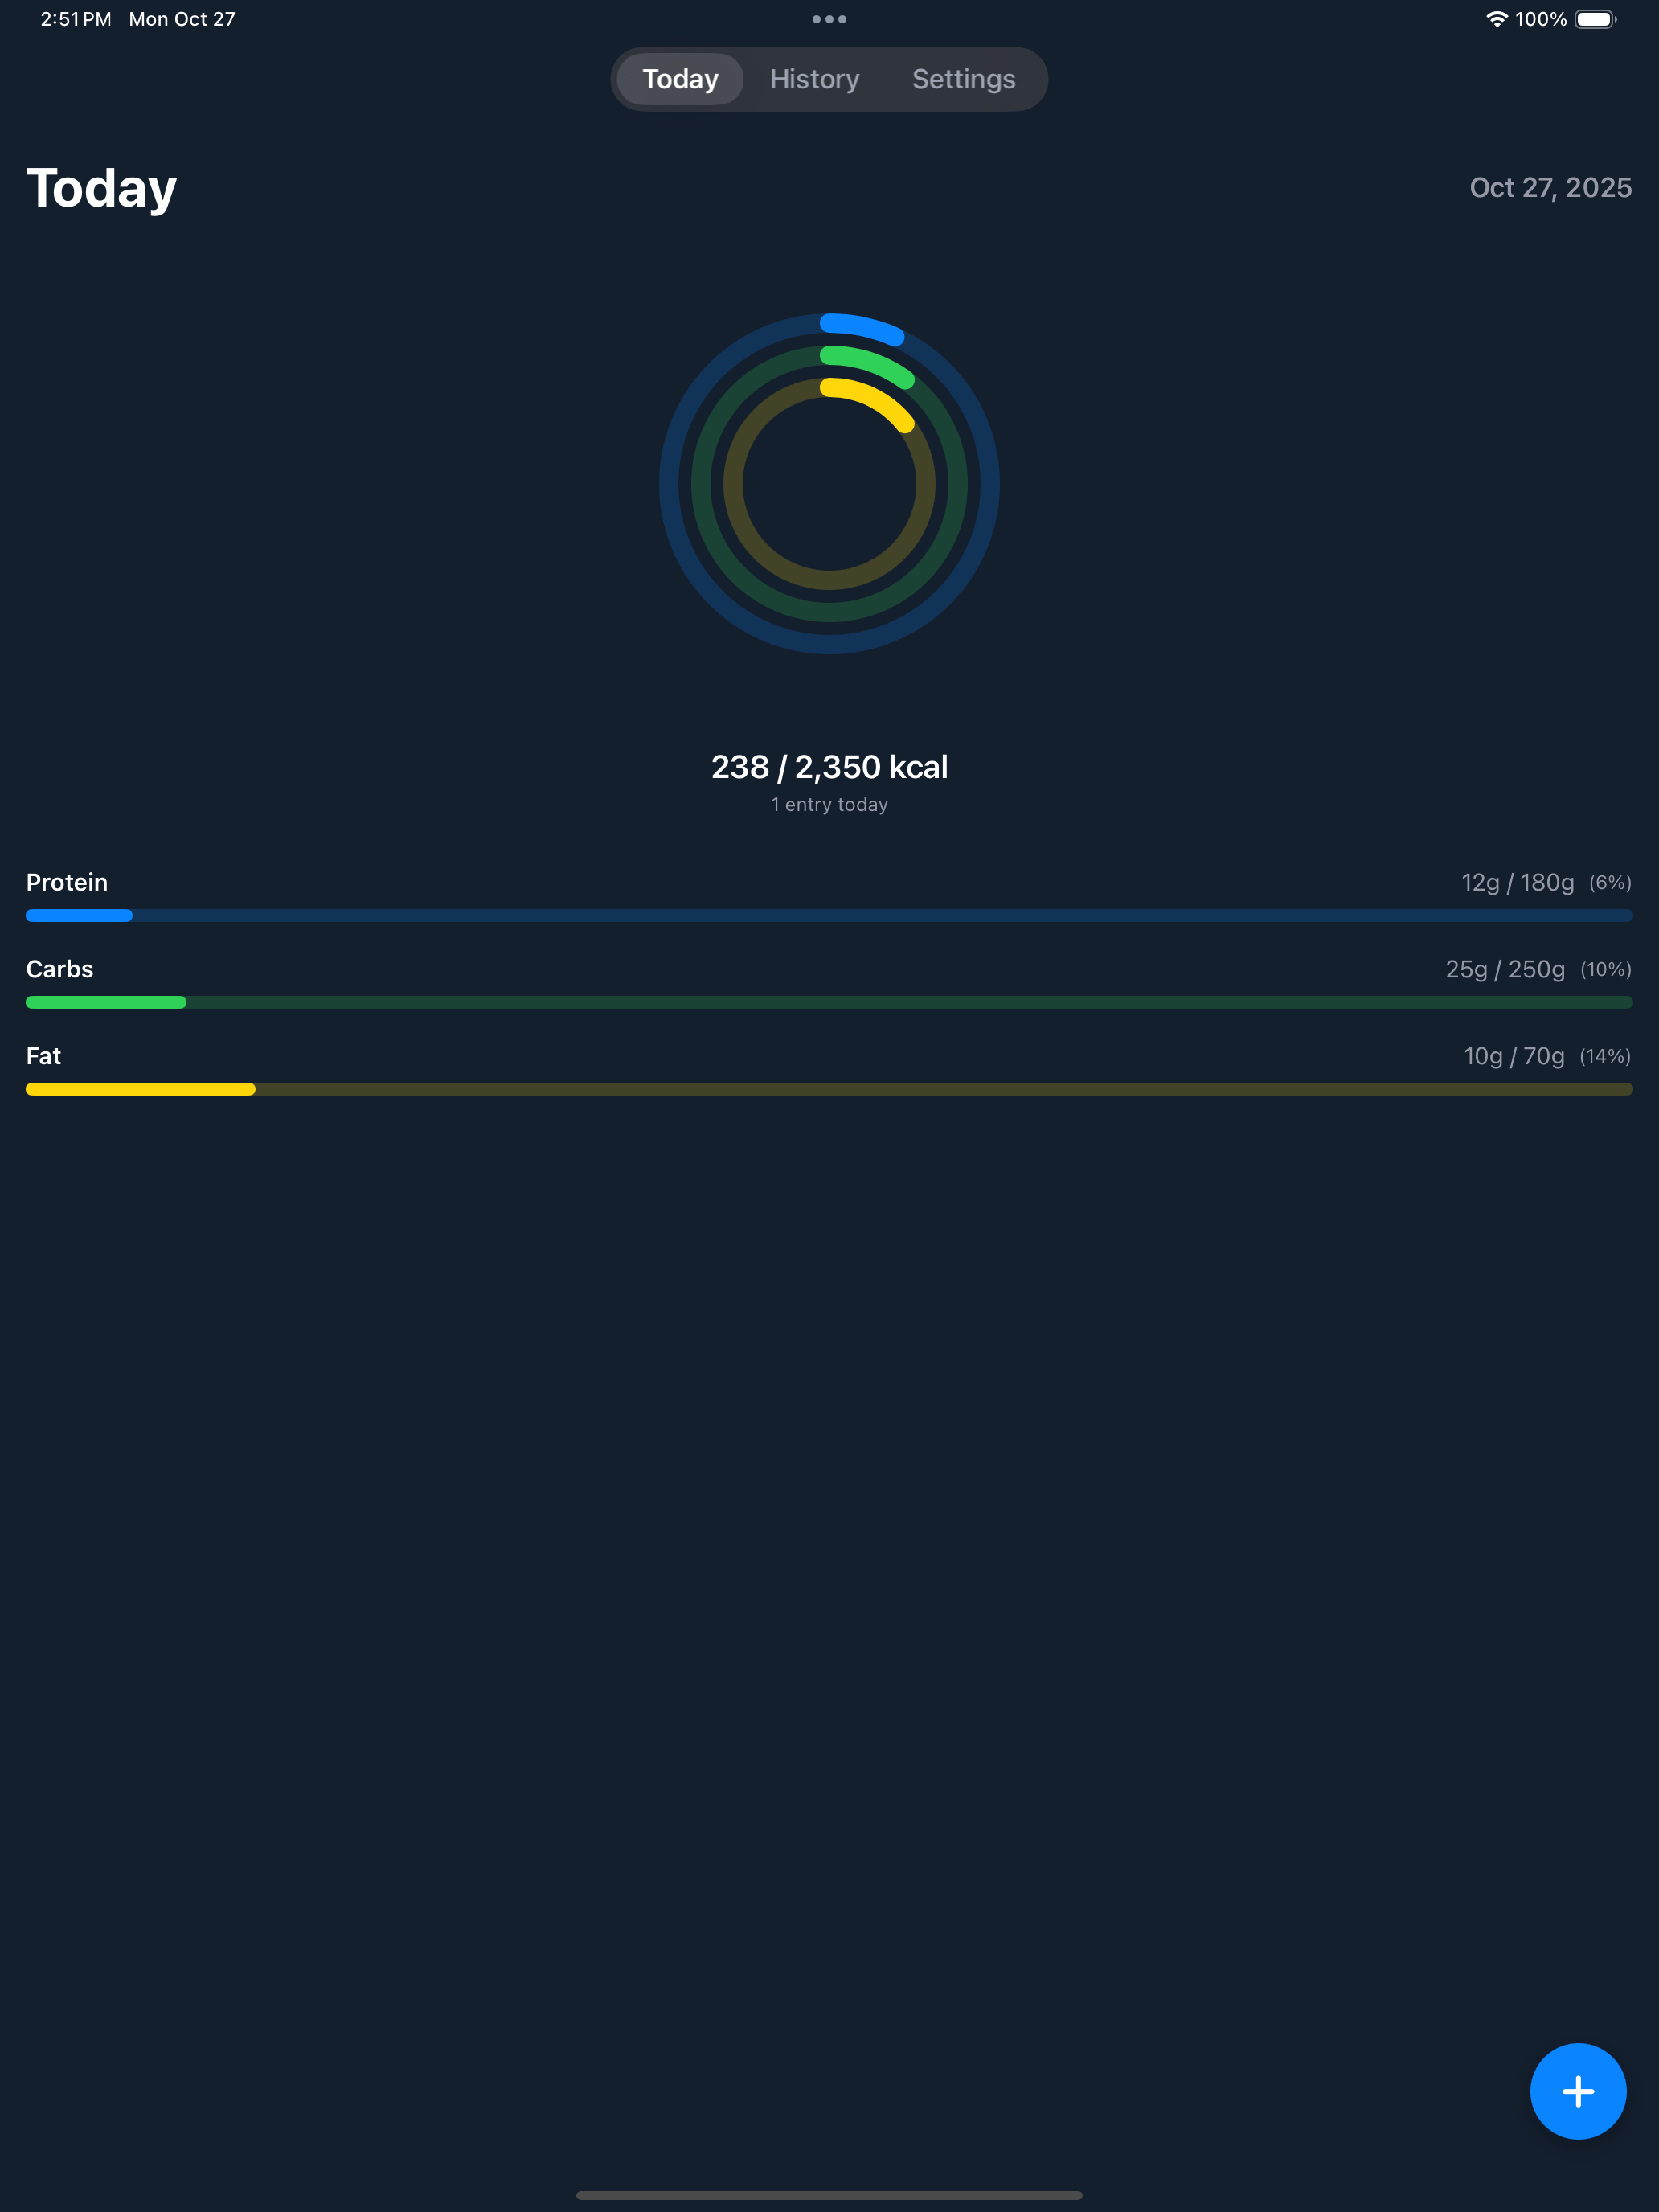 2:51 PM Mon Oct 27 100%
Today History Settings
Today Oct 27, 2025
238 / 2,350 kcal
1 entry today
Protein 12g / 180g (6%)
Carbs 25g / 250g (10%)
Fat 10g / 70g (14%)